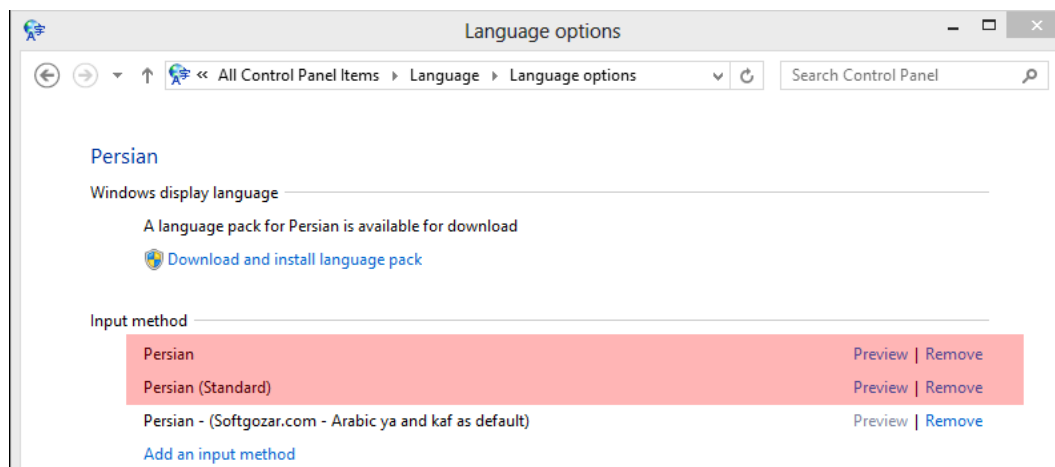 Language options
« All Control Panel Items Language Language options Search Control Panel
Persian
Windows display language
A language pack for Persian is available for download
Download and install language pack
Input method
Persian Preview | Remove
Persian (Standard) Preview | Remove
Persian - (Softgozar.com - Arabic ya and kaf as default) Preview | Remove
Add an input method